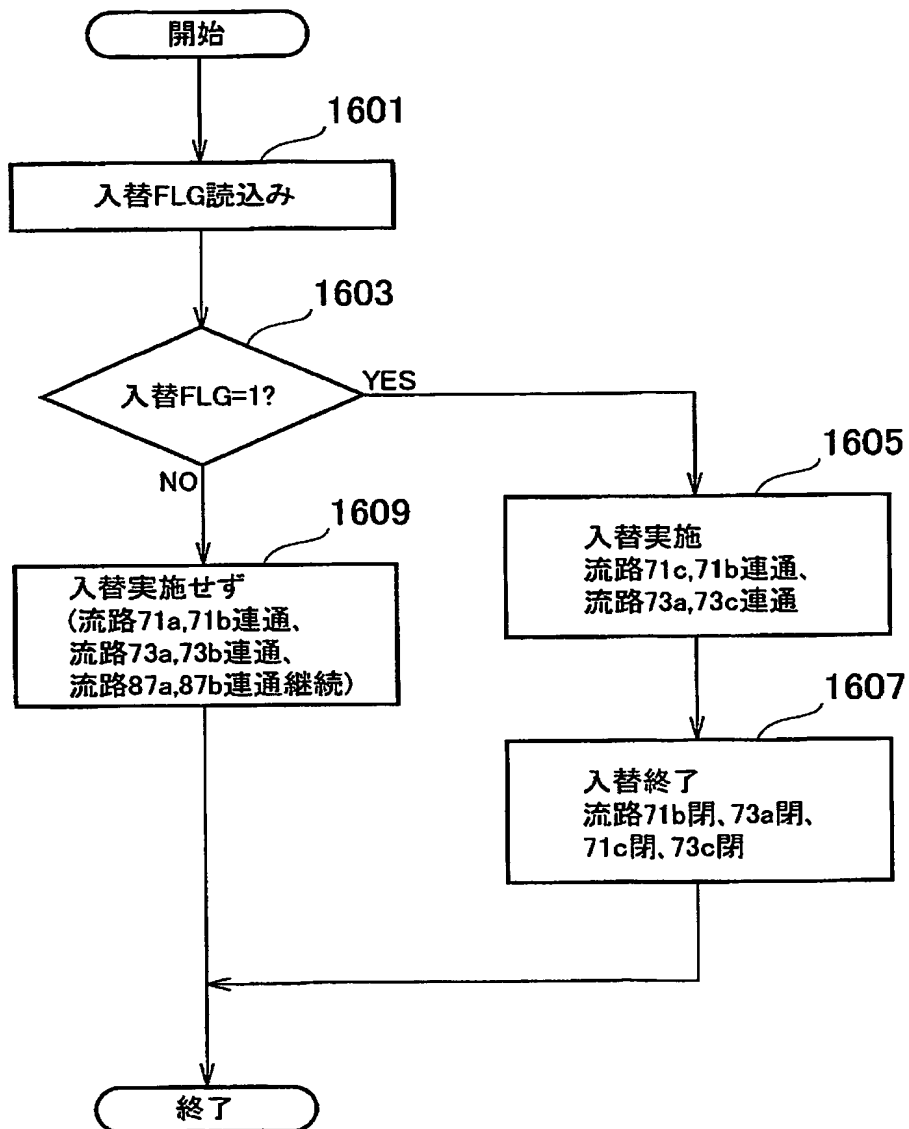 開始
1601
入替FLG読込み
1603
入替FLG=1?
YES
NO
1605
入替実施
流路71c,71b連通、
流路73a,73c連通
1609
入替実施せず
(流路71a,71b連通、
流路73a,73b連通、
流路87a,87b連通継続)
1607
入替終了
流路71b閉、73a閉、
71c閉、73c閉
終了